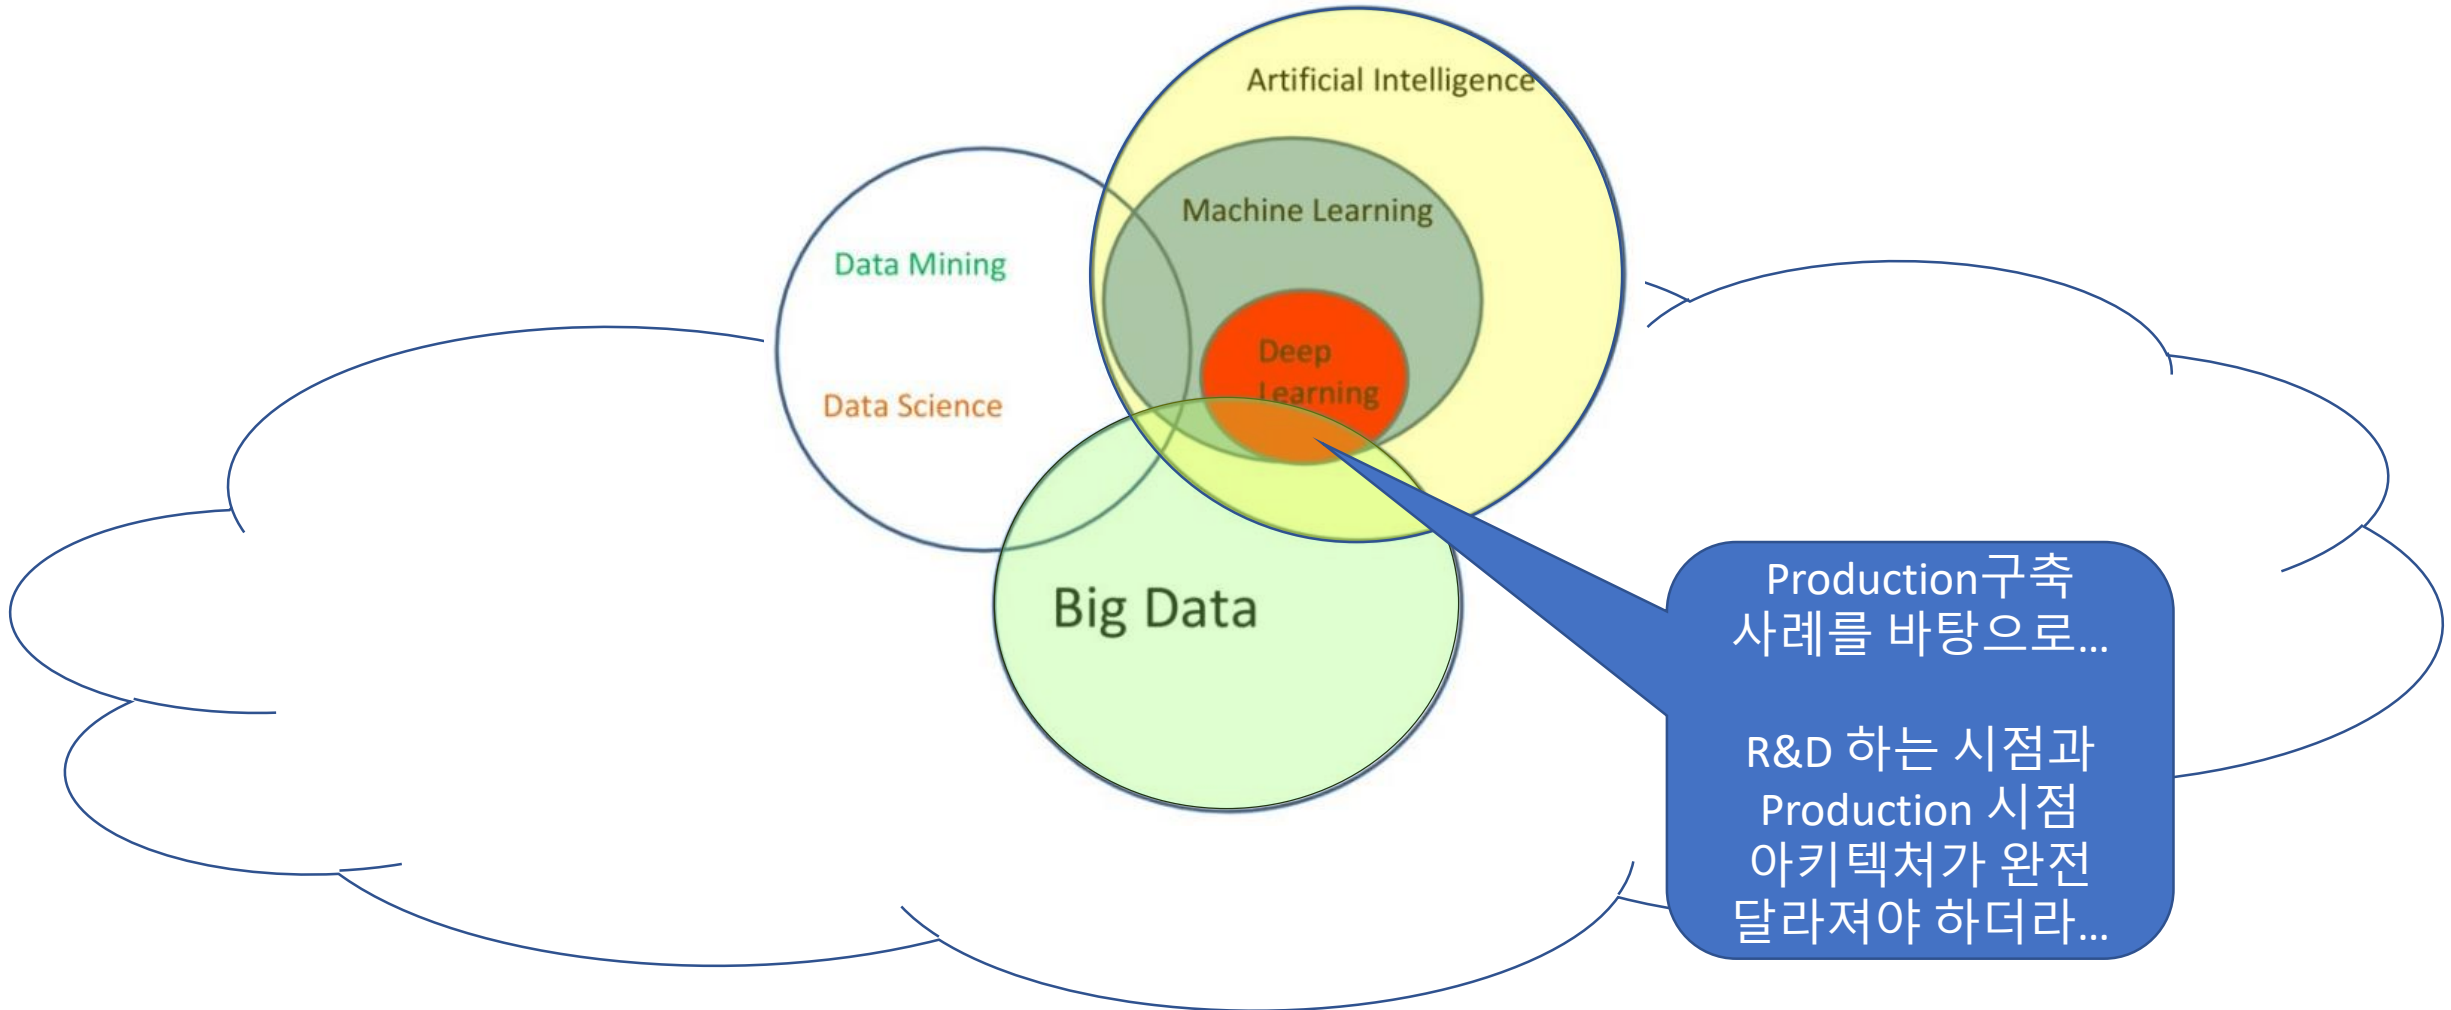 Artificial Intelligence
Machine Learning
Data Mining
Deep
Learning
Data Science
Big Data
Production구축
사례를 바탕으로...
R&D 하는 시점과
Production 시점
아키텍처가 완전
달라져야 하더라...